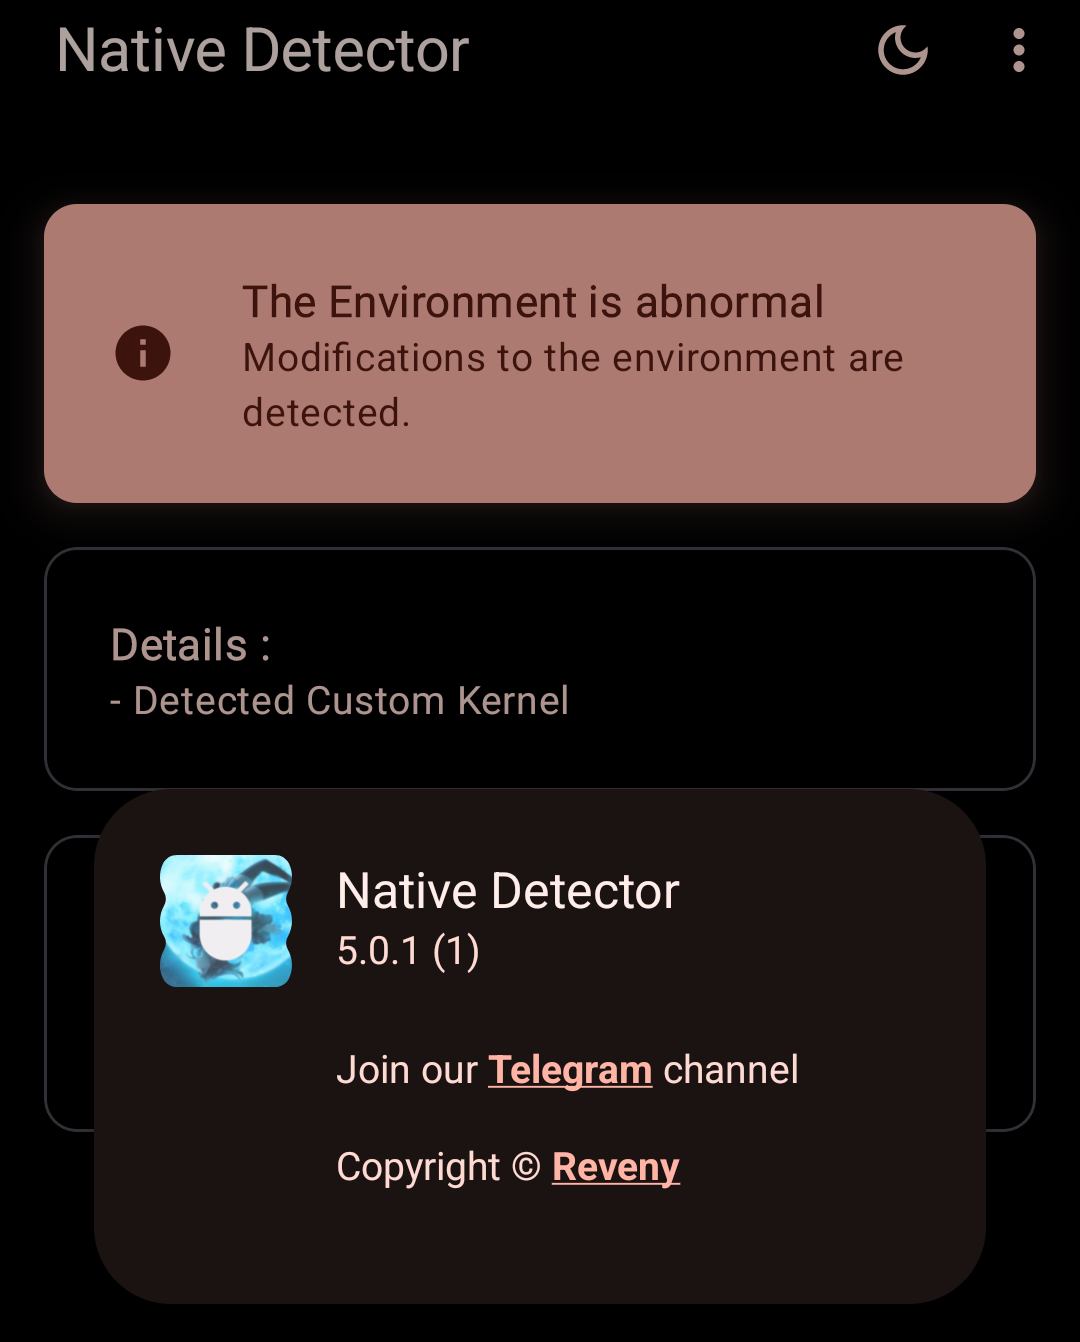 Native Detector
The Environment is abnormal
Modifications to the environment are
detected.
Details :
- Detected Custom Kernel
Native Detector
5.0.1 (1)
Join our Telegram channel
Copyright © Reveny